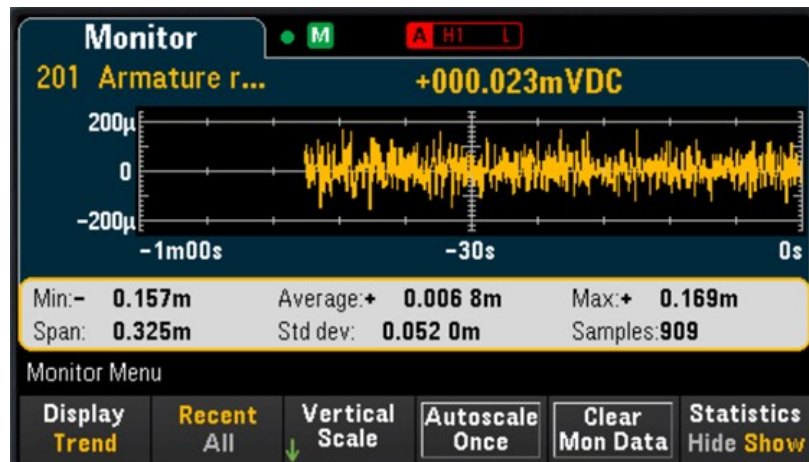 Monitor M A H1 L
201 Armature r... +000.023mVDC
200µ
0
-200µ
-1m00s -30s 0s
Min:- 0.157m Average:+ 0.006 8m Max:+ 0.169m
Span: 0.325m Std dev: 0.052 0m Samples:909
Monitor Menu
Display Recent Vertical Autoscale Clear Statistics
Trend All Scale Once Mon Data Hide Show